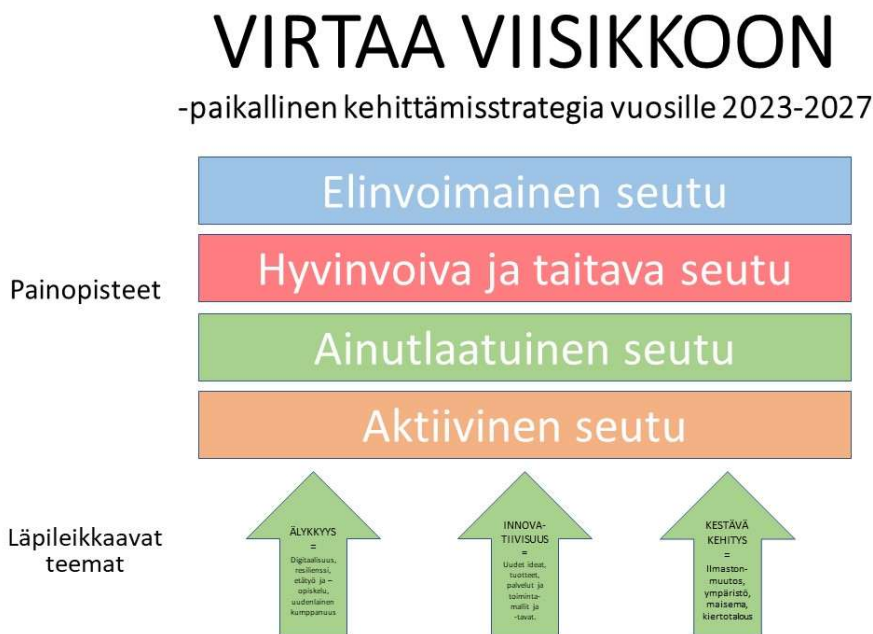 VIRTAA VIISIKKOON
-paikallinen kehittämisstrategia vuosille 2023-2027
Painopisteet
Elinvoimainen seutu
Hyvinvoiva ja taitava seutu
Ainutlaatuinen seutu
Aktiivinen seutu
Läpileikkaavat
teemat
ÄLYKKYYS
=
Digitaalisuus,
resilienssi,
etätyö ja –
opiskelu,
uudenlainen
kumppanuus
INNOVA-
TIIVISUUS
=
Uudet ideat,
tuotteet,
palvelut ja
toiminta-
mallit ja
-tavat.
KESTÄVÄ
KEHITYS
=
Ilmaston-
muutos,
ympäristö,
maisema,
kiertotalous